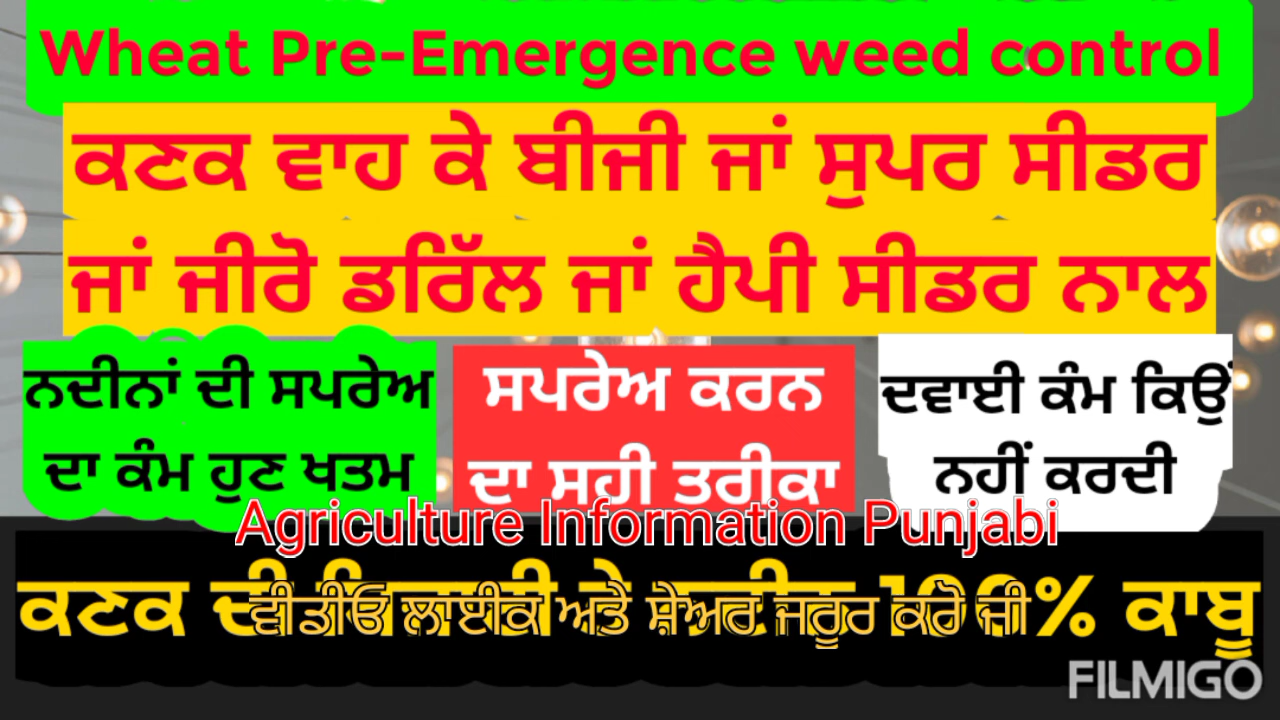 Wheat Pre-Emergence weed control
ਕਣਕ ਵਾਹ ਕੇ ਬੀਜੀ ਜਾਂ ਸੁਪਰ ਸੀਡਰ
ਜਾਂ ਜੀਰੋ ਡਰਿੱਲ ਜਾਂ ਹੈਪੀ ਸੀਡਰ ਨਾਲ
ਨਦੀਨਾਂ ਦੀ ਸਪਰੇਅ
ਦਾ ਕੰਮ ਹੁਣ ਖਤਮ
ਸਪਰੇਅ ਕਰਨ
ਦਾ ਸਹੀ ਤਰੀਕਾ
ਦਵਾਈ ਕੰਮ ਕਿਉਂ
ਨਹੀਂ ਕਰਦੀ
Agriculture Information Punjabi
ਕਣਕ 100% ਕਾਬੂ
ਵੀਡੀਓ ਲਾਈਕ ਅਤੈ ਸ਼ੇਅਰ ਜਰੂਰ ਕਰੋ ਜੀ
FILMIGO